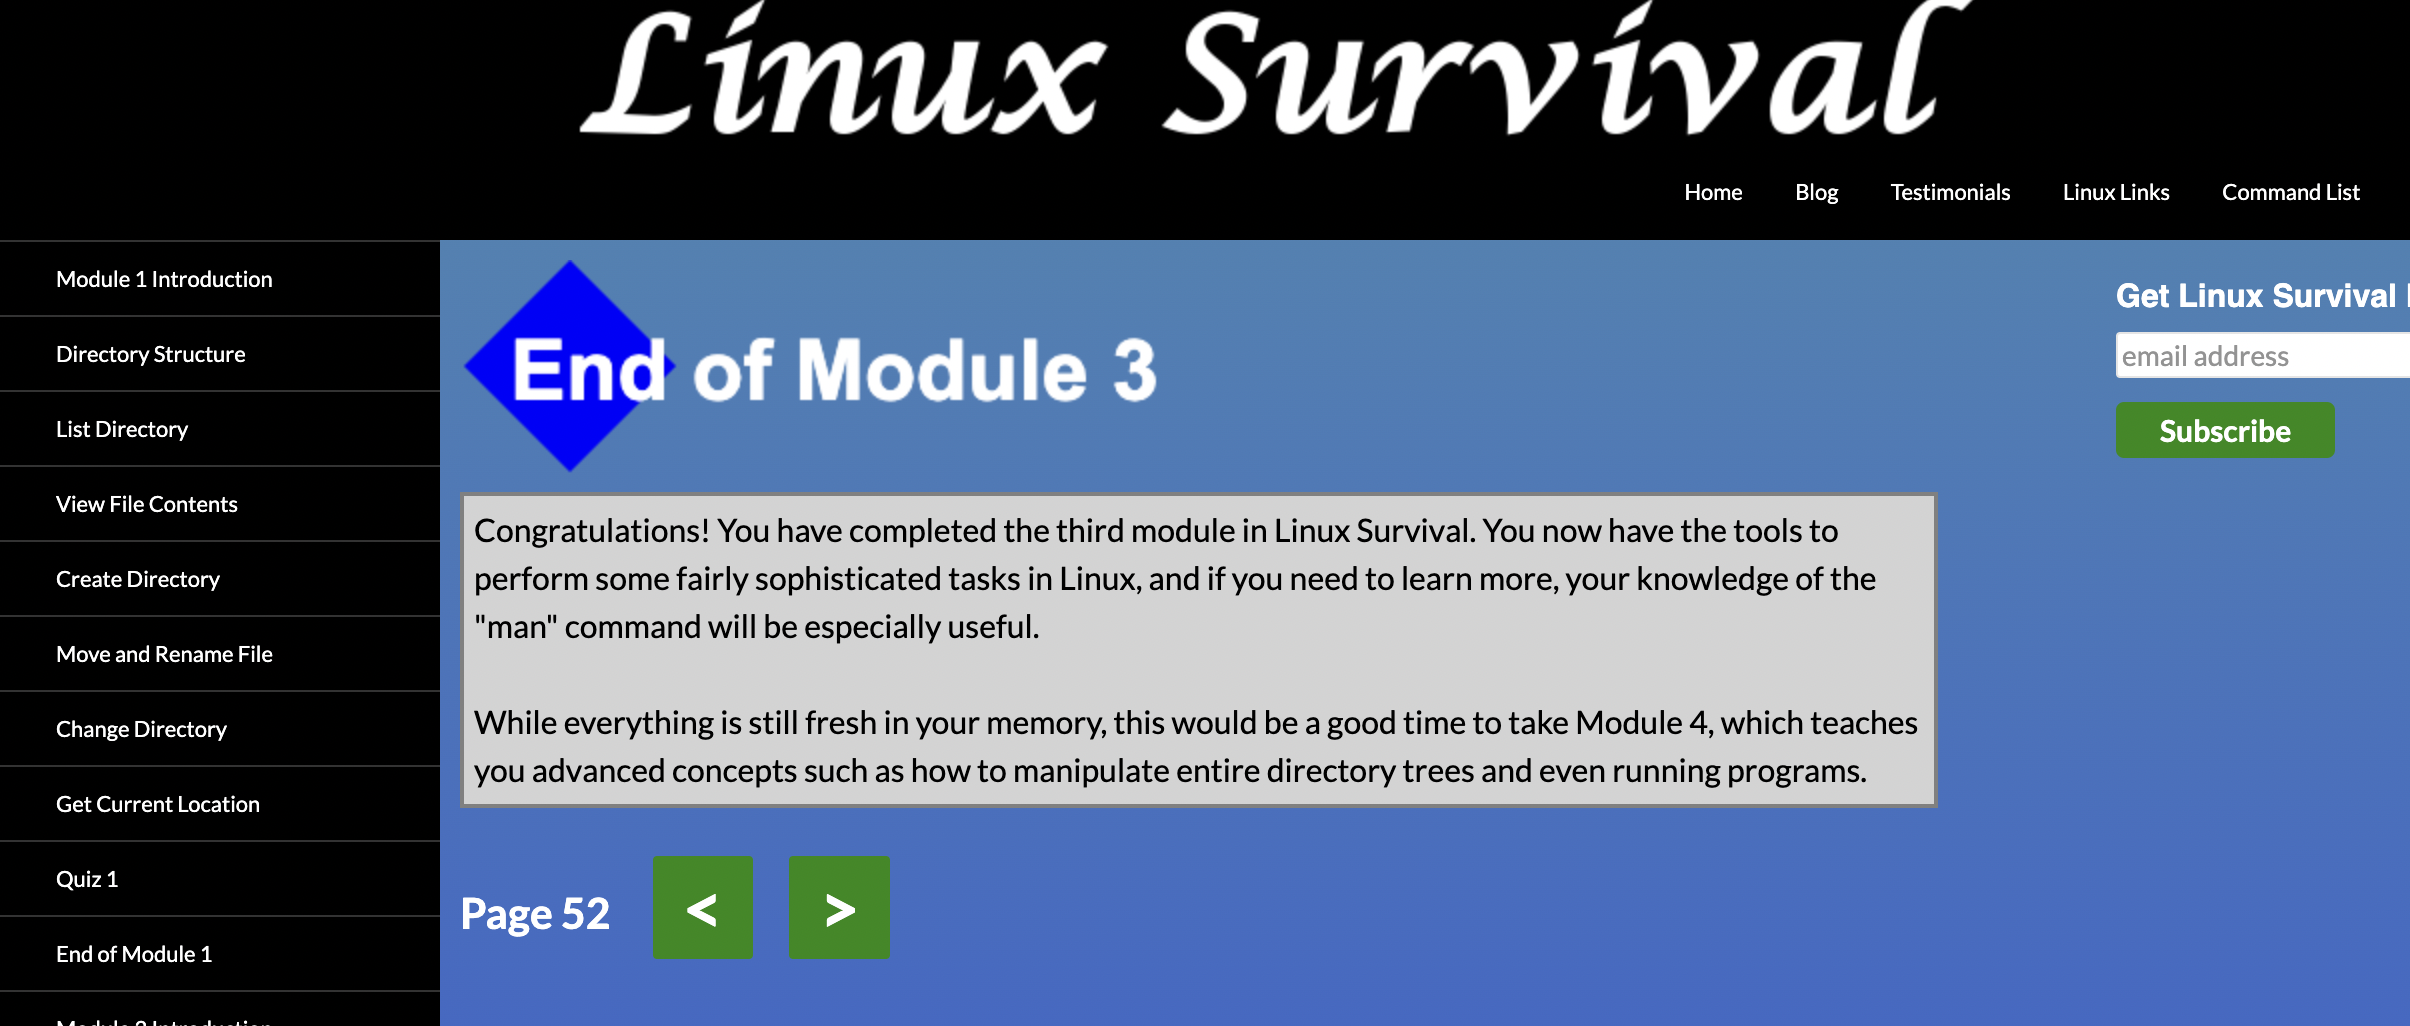 Linux Survival
Home Blog Testimonials Linux Links Command List
Module 1 Introduction
Directory Structure
List Directory
View File Contents
Create Directory
Move and Rename File
Change Directory
Get Current Location
Quiz 1
End of Module 1
End of Module 3
Congratulations! You have completed the third module in Linux Survival. You now have the tools to
perform some fairly sophisticated tasks in Linux, and if you need to learn more, your knowledge of the
"man" command will be especially useful.
While everything is still fresh in your memory, this would be a good time to take Module 4, which teaches
you advanced concepts such as how to manipulate entire directory trees and even running programs.
Page 52 < >
Get Linux Survival
email address
Subscribe